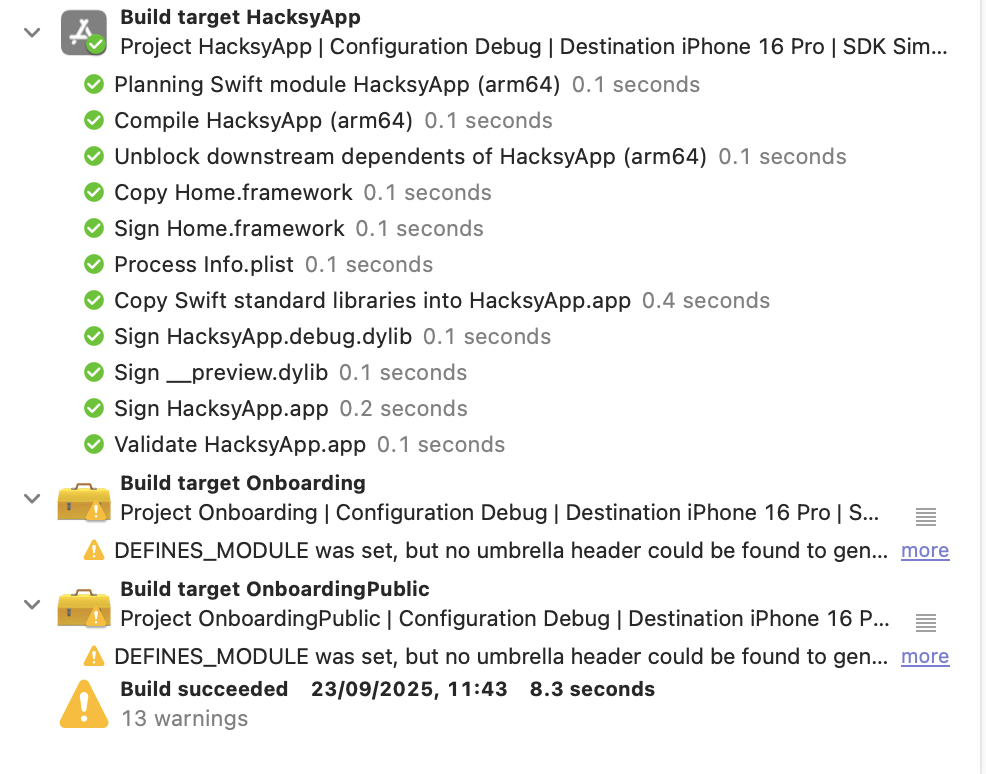 Build target HacksyApp
Project HacksyApp | Configuration Debug | Destination iPhone 16 Pro | SDK Sim...
Planning Swift module HacksyApp (arm64) 0.1 seconds
Compile HacksyApp (arm64) 0.1 seconds
Unblock downstream dependents of HacksyApp (arm64) 0.1 seconds
Copy Home.framework 0.1 seconds
Sign Home.framework 0.1 seconds
Process Info.plist 0.1 seconds
Copy Swift standard libraries into HacksyApp.app 0.4 seconds
Sign HacksyApp.debug.dylib 0.1 seconds
Sign __preview.dylib 0.1 seconds
Sign HacksyApp.app 0.2 seconds
Validate HacksyApp.app 0.1 seconds
Build target Onboarding
Project Onboarding | Configuration Debug | Destination iPhone 16 Pro | S...
DEFINES_MODULE was set, but no umbrella header could be found to gen... more
Build target OnboardingPublic
Project OnboardingPublic | Configuration Debug | Destination iPhone 16 P...
DEFINES_MODULE was set, but no umbrella header could be found to gen... more
Build succeeded 23/09/2025, 11:43 8.3 seconds
13 warnings